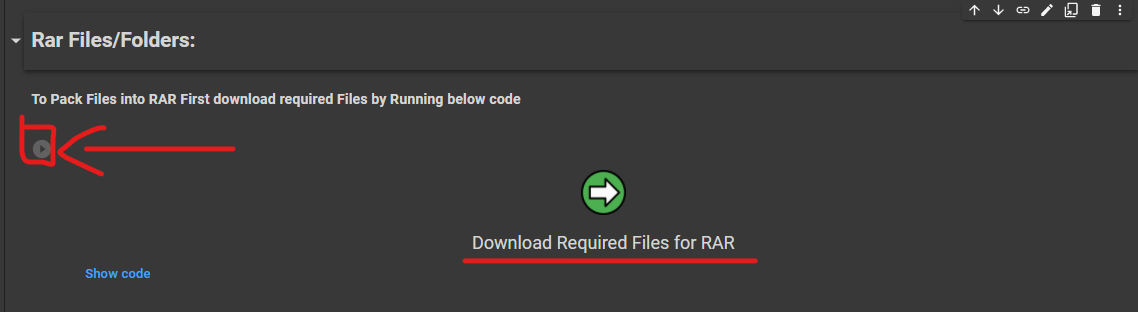 Rar Files/Folders:
To Pack Files into RAR First download required Files by Running below code
Download Required Files for RAR
Show code